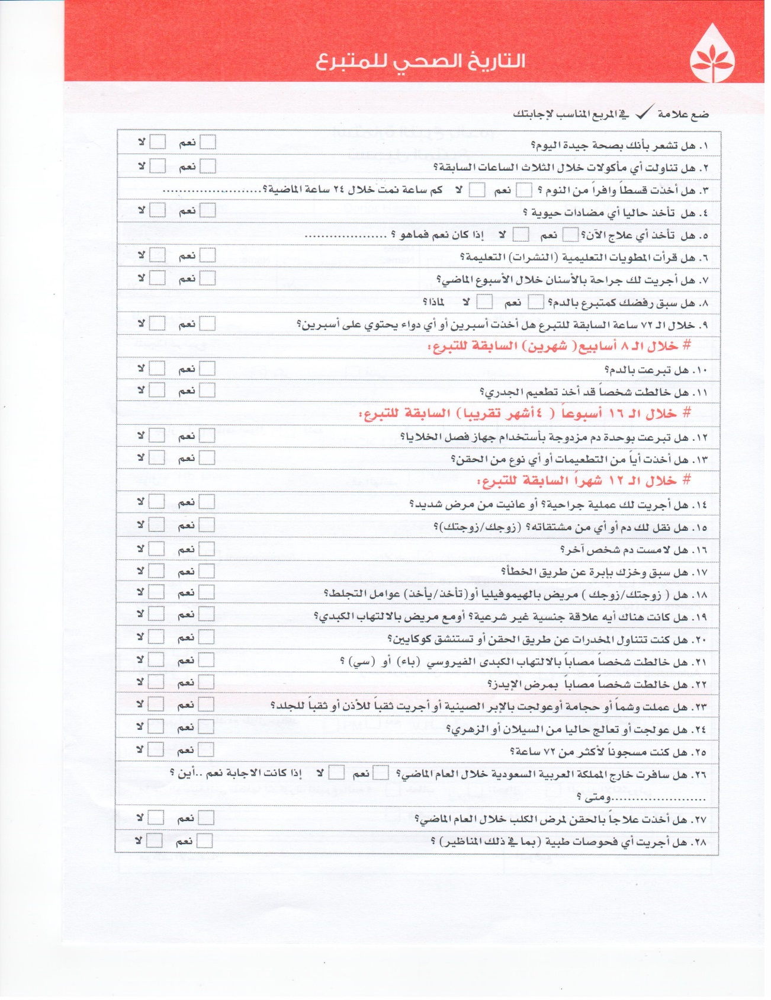 التاريخ الصحي للمتبرع
ضع علامة ✓ في المربع المناسب لإجابتك
١. هل تشعر بأنك بصحة جيدة اليوم؟ نعم لا
٢. هل تناولت أي مأكولات خلال الثلاث الساعات السابقة؟ نعم لا
٣. هل أخذت قسطاً وافراً من النوم ؟ نعم لا كم ساعة نمت خلال ٢٤ ساعة الماضية؟........................
٤. هل تأخذ حاليا أي مضادات حيوية ؟ نعم لا
٥. هل تأخذ أي علاج الآن؟ نعم لا إذا كان نعم فماهو ؟ ....................
٦. هل قرأت المطويات التعليمية (النشرات) التعليمة؟ نعم لا
٧. هل أجريت لك جراحة بالأسنان خلال الأسبوع الماضي؟ نعم لا
٨. هل سبق رفضك كمتبرع بالدم؟ نعم لا لماذا؟
٩. خلال الـ ٧٢ ساعة السابقة للتبرع هل أخذت أسبرين أو أي دواء يحتوي على أسبرين؟ نعم لا
# خلال الـ ٨ أسابيع( شهرين) السابقة للتبرع:
١٠. هل تبرعت بالدم؟ نعم لا
١١. هل خالطت شخصاً قد أخذ تطعيم الجدري؟ نعم لا
# خلال الـ ١٦ أسبوعاً ( ٤أشهر تقريبا) السابقة للتبرع:
١٢. هل تبرعت بوحدة دم مزدوجة بأستخدام جهاز فصل الخلايا؟ نعم لا
١٣. هل أخذت أياً من التطعيمات أو أي نوع من الحقن؟ نعم لا
# خلال الـ ١٢ شهراً السابقة للتبرع:
١٤. هل أجريت لك عملية جراحية؟ أو عانيت من مرض شديد؟ نعم لا
١٥. هل نقل لك دم أو أي من مشتقاته؟ (زوجك/زوجتك)؟ نعم لا
١٦. هل لامست دم شخص آخر؟ نعم لا
١٧. هل سبق وخزك بإبرة عن طريق الخطأ؟ نعم لا
١٨. هل ( زوجتك/زوجك ) مريض بالهيموفيليا أو(تأخذ/يأخذ) عوامل التجلط؟ نعم لا
١٩. هل كانت هناك أيه علاقة جنسية غير شرعية؟ أومع مريض بالالتهاب الكبدي؟ نعم لا
٢٠. هل كنت تتناول المخدرات عن طريق الحقن أو تستنشق كوكايين؟ نعم لا
٢١. هل خالطت شخصاً مصاباً بالالتهاب الكبدى الفيروسي (باء) أو (سي) ؟ نعم لا
٢٢. هل خالطت شخصاً مصاباً بمرض الإيدز؟ نعم لا
٢٣. هل عملت وشماً أو حجامة أوعولجت بالإبر الصينية أو أجريت ثقباً للأذن أو ثقباً للجلد؟ نعم لا
٢٤. هل عولجت أو تعالج حاليا من السيلان أو الزهري؟ نعم لا
٢٥. هل كنت مسجوناً لأكثر من ٧٢ ساعة؟ نعم لا
٢٦. هل سافرت خارج المملكة العربية السعودية خلال العام الماضي؟ نعم لا إذا كانت الاجابة نعم ..أين ؟
.......................ومتى ؟
٢٧. هل أخذت علاجاً بالحقن لمرض الكلب خلال العام الماضي؟ نعم لا
٢٨. هل أجريت أي فحوصات طبية (بما في ذلك المناظير) ؟ نعم لا